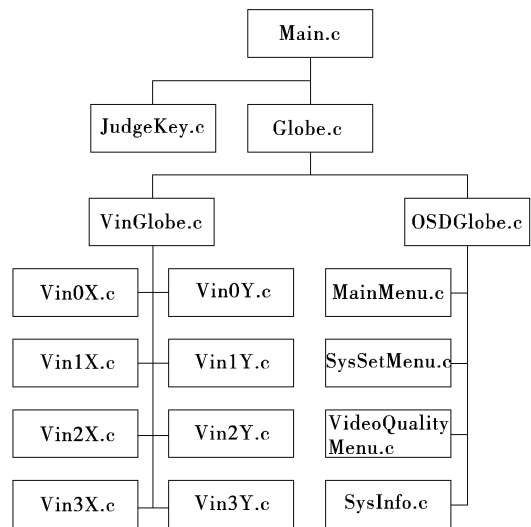 Main.c
JudgeKey.c
Globe.c
VinGlobe.c
OSDGlobe.c
Vin0X.c
Vin0Y.c
MainMenu.c
Vin1X.c
Vin1Y.c
SysSetMenu.c
Vin2X.c
Vin2Y.c
VideoQuality
Menu.c
Vin3X.c
Vin3Y.c
SysInfo.c